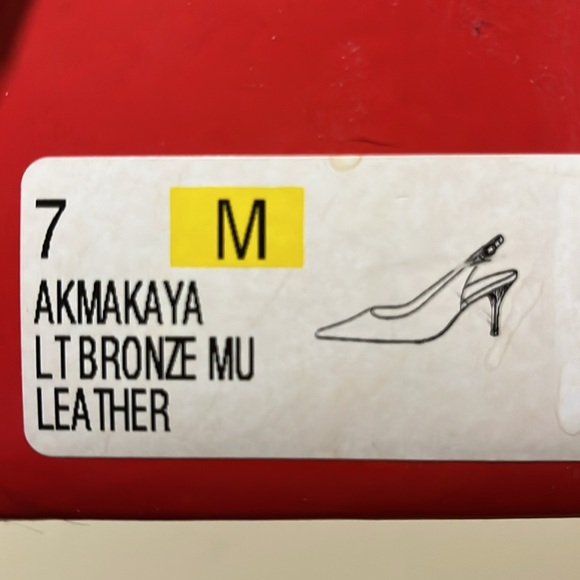 7 M
AKMAKAYA
LT BRONZE MU
LEATHER